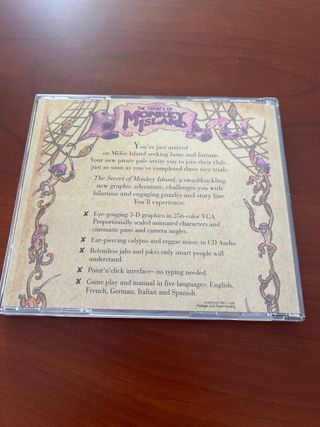 THE SECRET OF
MONKEY ISLAND
You've just arrived
on Mêlée Island seeking fame and fortune.
Your new pirate pals invite you to join their club...
just as soon as you've completed three tiny trials.
The Secret of Monkey Island, a swashbuckling
new graphic adventure, challenges you with
hilarious and engaging puzzles and story line.
You'll experience:
✘ Eye-gouging 3-D graphics in 256-color VGA.
Proportionally scaled animated characters and
cinematic pans and camera angles.
✘ Ear-piercing calypso and reggae music in CD Audio.
✘ Relentless jabs and jokes only smart people will
understand.
✘ Point'n'click interface–no typing needed.
✘ Game play and manual in five languages: English,
French, German, Italian and Spanish.
Package: U.S. Patent Pending